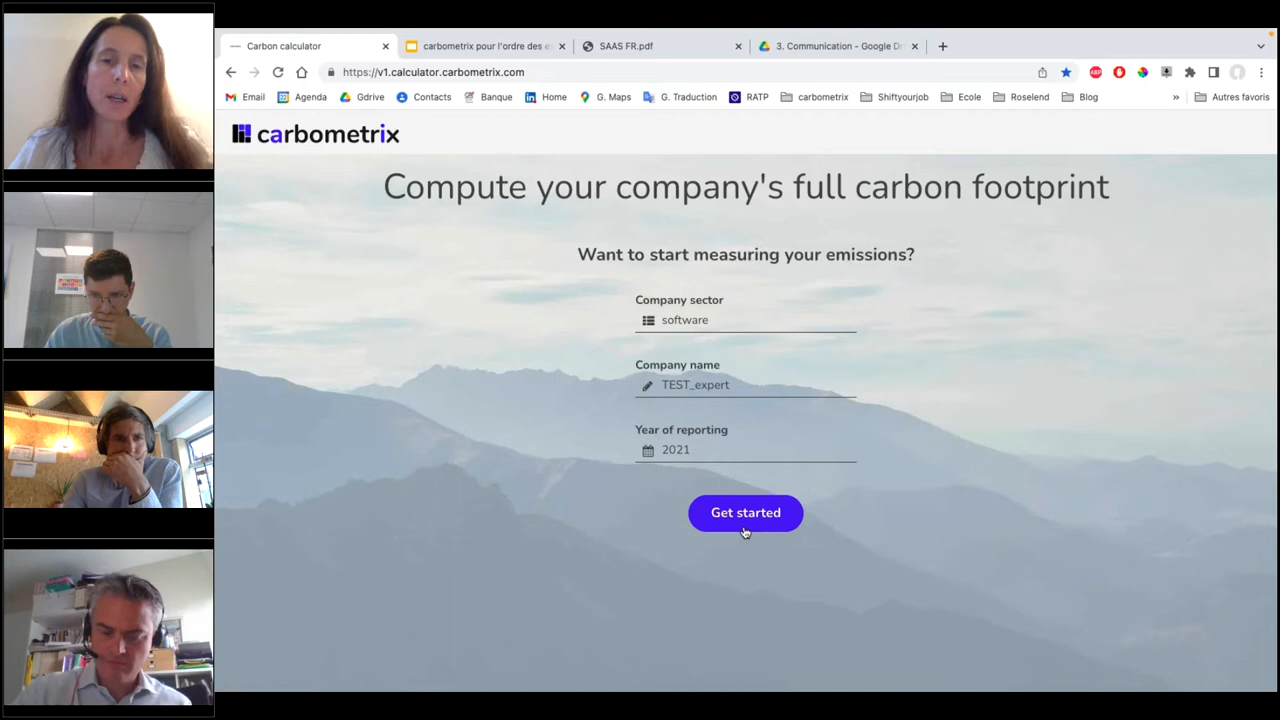 Carbon calculator
carbometrix pour l'ordre des e
SAAS FR.pdf
3. Communication - Google Dr
https://v1.calculator.carbometrix.com
ABP
Email
Agenda
Gdrive
Contacts
Banque
Home
G. Maps
G. Traduction
RATP
carbometrix
Shiftyourjob
Ecole
Roselend
Blog
»
Autres favoris
carbometrix
Compute your company's full carbon footprint
Want to start measuring your emissions?
Company sector
software
Company name
TEST_expert
Year of reporting
2021
Get started